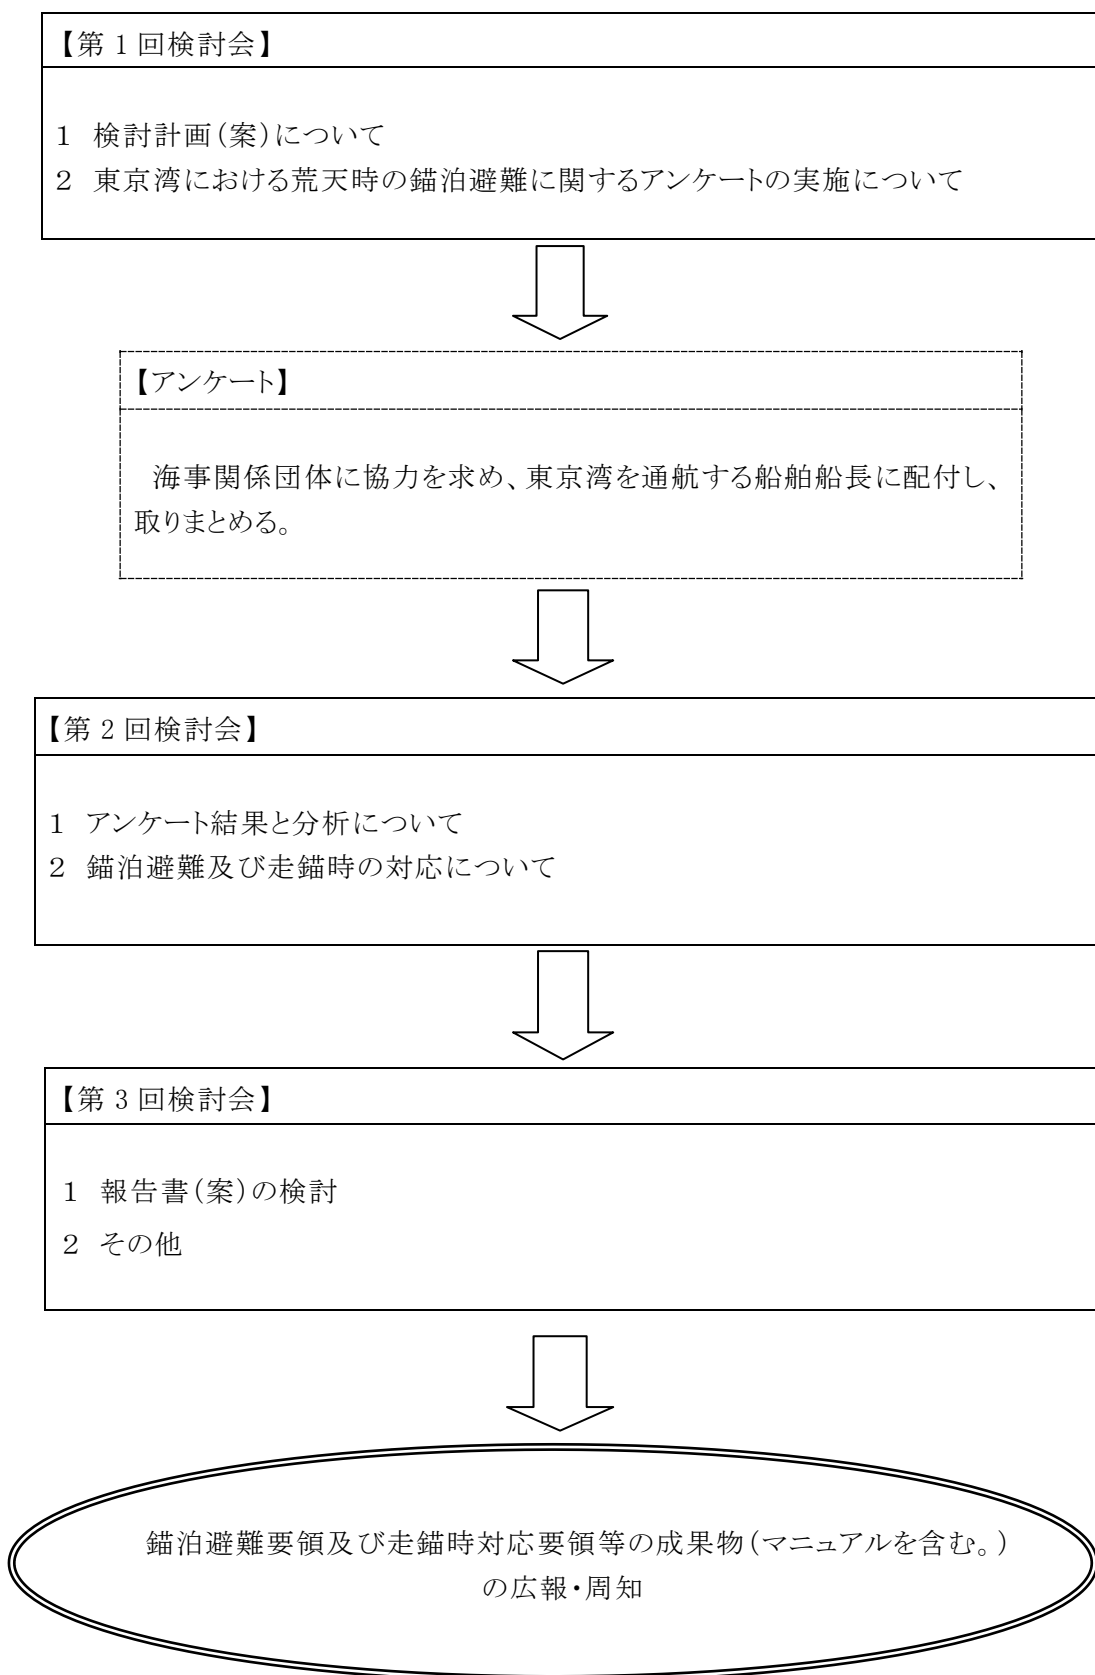 【第1回検討会】
1 検討計画(案)について
2 東京湾における荒天時の錨泊避難に関するアンケートの実施について
【アンケート】
海事関係団体に協力を求め、東京湾を通航する船舶船長に配付し、
取りまとめる。
【第2回検討会】
1 アンケート結果と分析について
2 錨泊避難及び走錨時の対応について
【第3回検討会】
1 報告書(案)の検討
2 その他
錨泊避難要領及び走錨時対応要領等の成果物(マニュアルを含む。)
の広報・周知